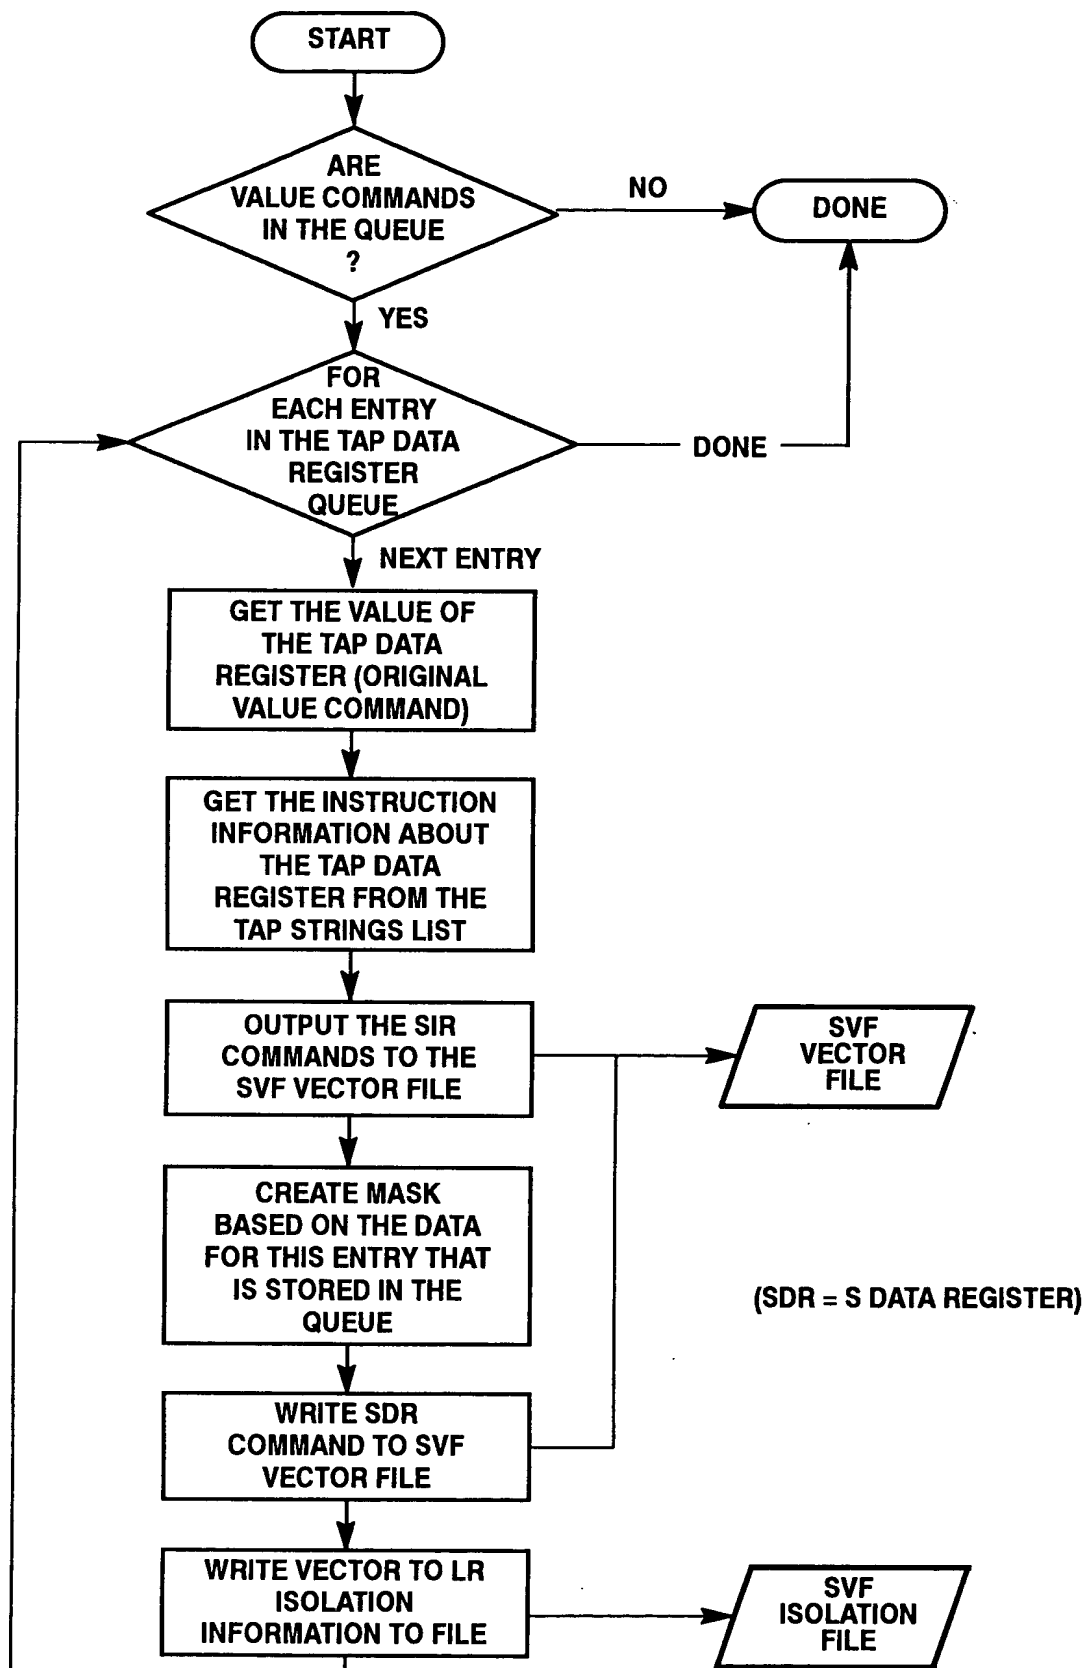 START
ARE
VALUE COMMANDS
IN THE QUEUE
?
NO
DONE
YES
FOR
EACH ENTRY
IN THE TAP DATA
REGISTER
QUEUE
DONE
NEXT ENTRY
GET THE VALUE OF
THE TAP DATA
REGISTER (ORIGINAL
VALUE COMMAND)
GET THE INSTRUCTION
INFORMATION ABOUT
THE TAP DATA
REGISTER FROM THE
TAP STRINGS LIST
OUTPUT THE SIR
COMMANDS TO THE
SVF VECTOR FILE
SVF
VECTOR
FILE
CREATE MASK
BASED ON THE DATA
FOR THIS ENTRY THAT
IS STORED IN THE
QUEUE
(SDR = S DATA REGISTER)
WRITE SDR
COMMAND TO SVF
VECTOR FILE
WRITE VECTOR TO LR
ISOLATION
INFORMATION TO FILE
SVF
ISOLATION
FILE